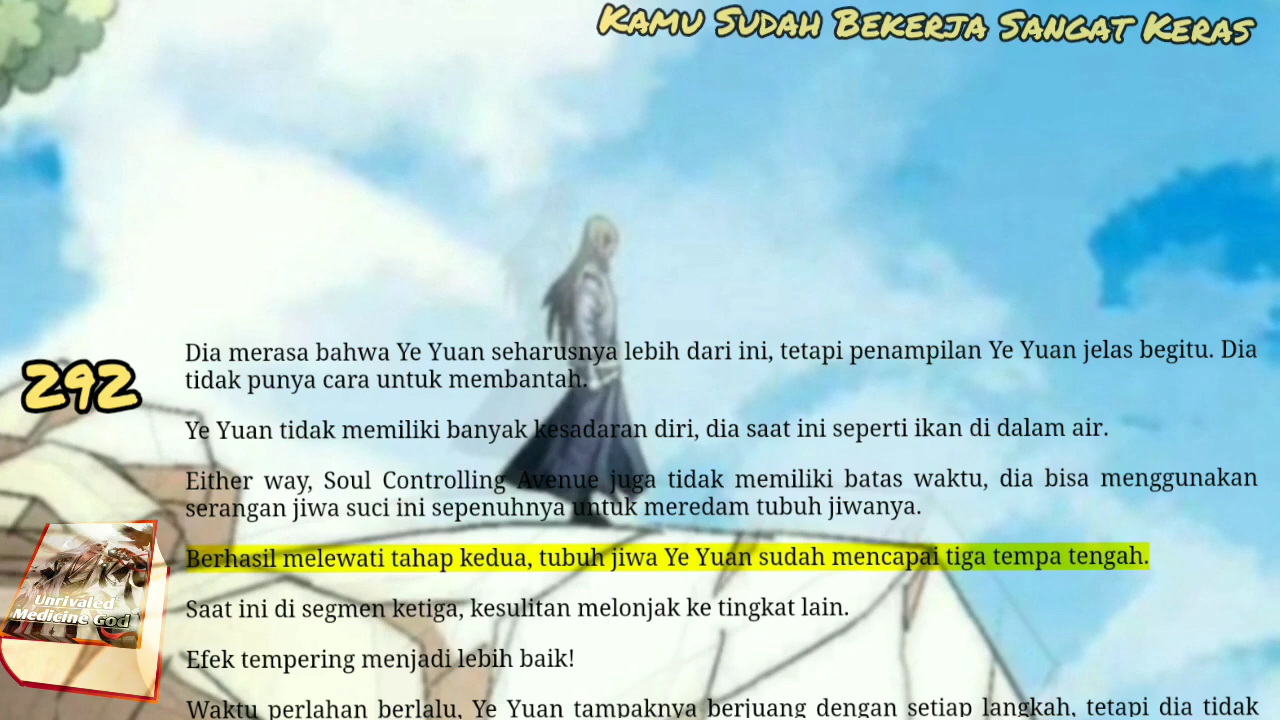 Kamu Sudah Bekerja Sangat Keras
Dia merasa bahwa Ye Yuan seharusnya lebih dari ini, tetapi penampilan Ye Yuan jelas begitu. Dia
tidak punya cara untuk membantah.
292
Ye Yuan tidak memiliki banyak kesadaran diri, dia saat ini seperti ikan di dalam air.
Either way, Soul Controlling Avenue juga tidak memiliki batas waktu, dia bisa menggunakan
serangan jiwa suci ini sepenuhnya untuk meredam tubuh jiwanya.
Berhasil melewati tahap kedua, tubuh jiwa Ye Yuan sudah mencapai tiga tempa tengah.
Saat ini di segmen ketiga, kesulitan melonjak ke tingkat lain.
Unrivaled
Medicine God
Efek tempering menjadi lebih baik!
Waktu perlahan berlalu, Ye Yuan tampaknya berjuang dengan setiap langkah, tetapi dia tidak